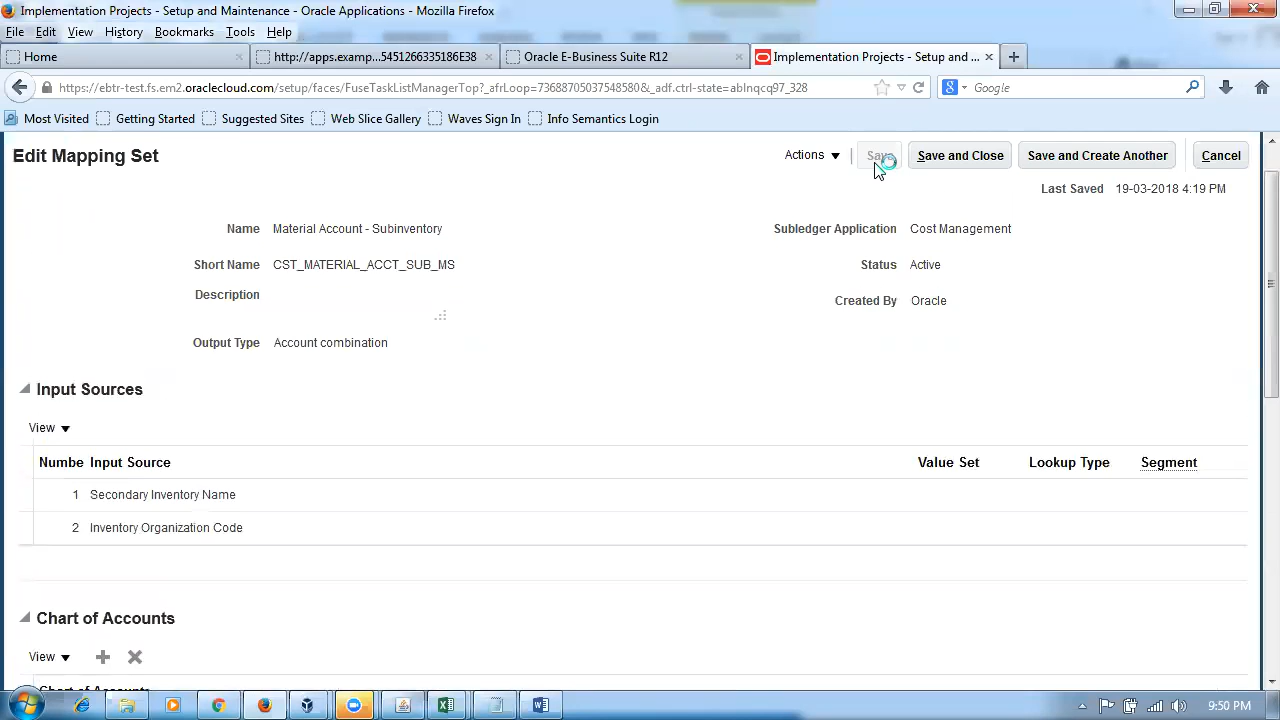 Implementation Projects - Setup and Maintenance - Oracle Applications - Mozilla Firefox
File Edit View History Bookmarks Tools Help
Home
http://apps.examp...5451266335186E38
Oracle E-Business Suite R12
Implementation Projects - Setup and ...
https://ebtr-test.fs.em2.oraclecloud.com/setup/faces/FuseTaskListManagerTop?_afrLoop=73688705037548580&_adf.ctrl-state=ablnqcq97_328
Google
Most Visited Getting Started Suggested Sites Web Slice Gallery Waves Sign In Info Semantics Login
Edit Mapping Set
Actions Save Save and Close Save and Create Another Cancel
Last Saved 19-03-2018 4:19 PM
Name Material Account - Subinventory
Subledger Application Cost Management
Short Name CST_MATERIAL_ACCT_SUB_MS
Status Active
Description
Created By Oracle
Output Type Account combination
Input Sources
View
Numbe Input Source Value Set Lookup Type Segment
1 Secondary Inventory Name
2 Inventory Organization Code
Chart of Accounts
View
Chart of Accounts
9:50 PM